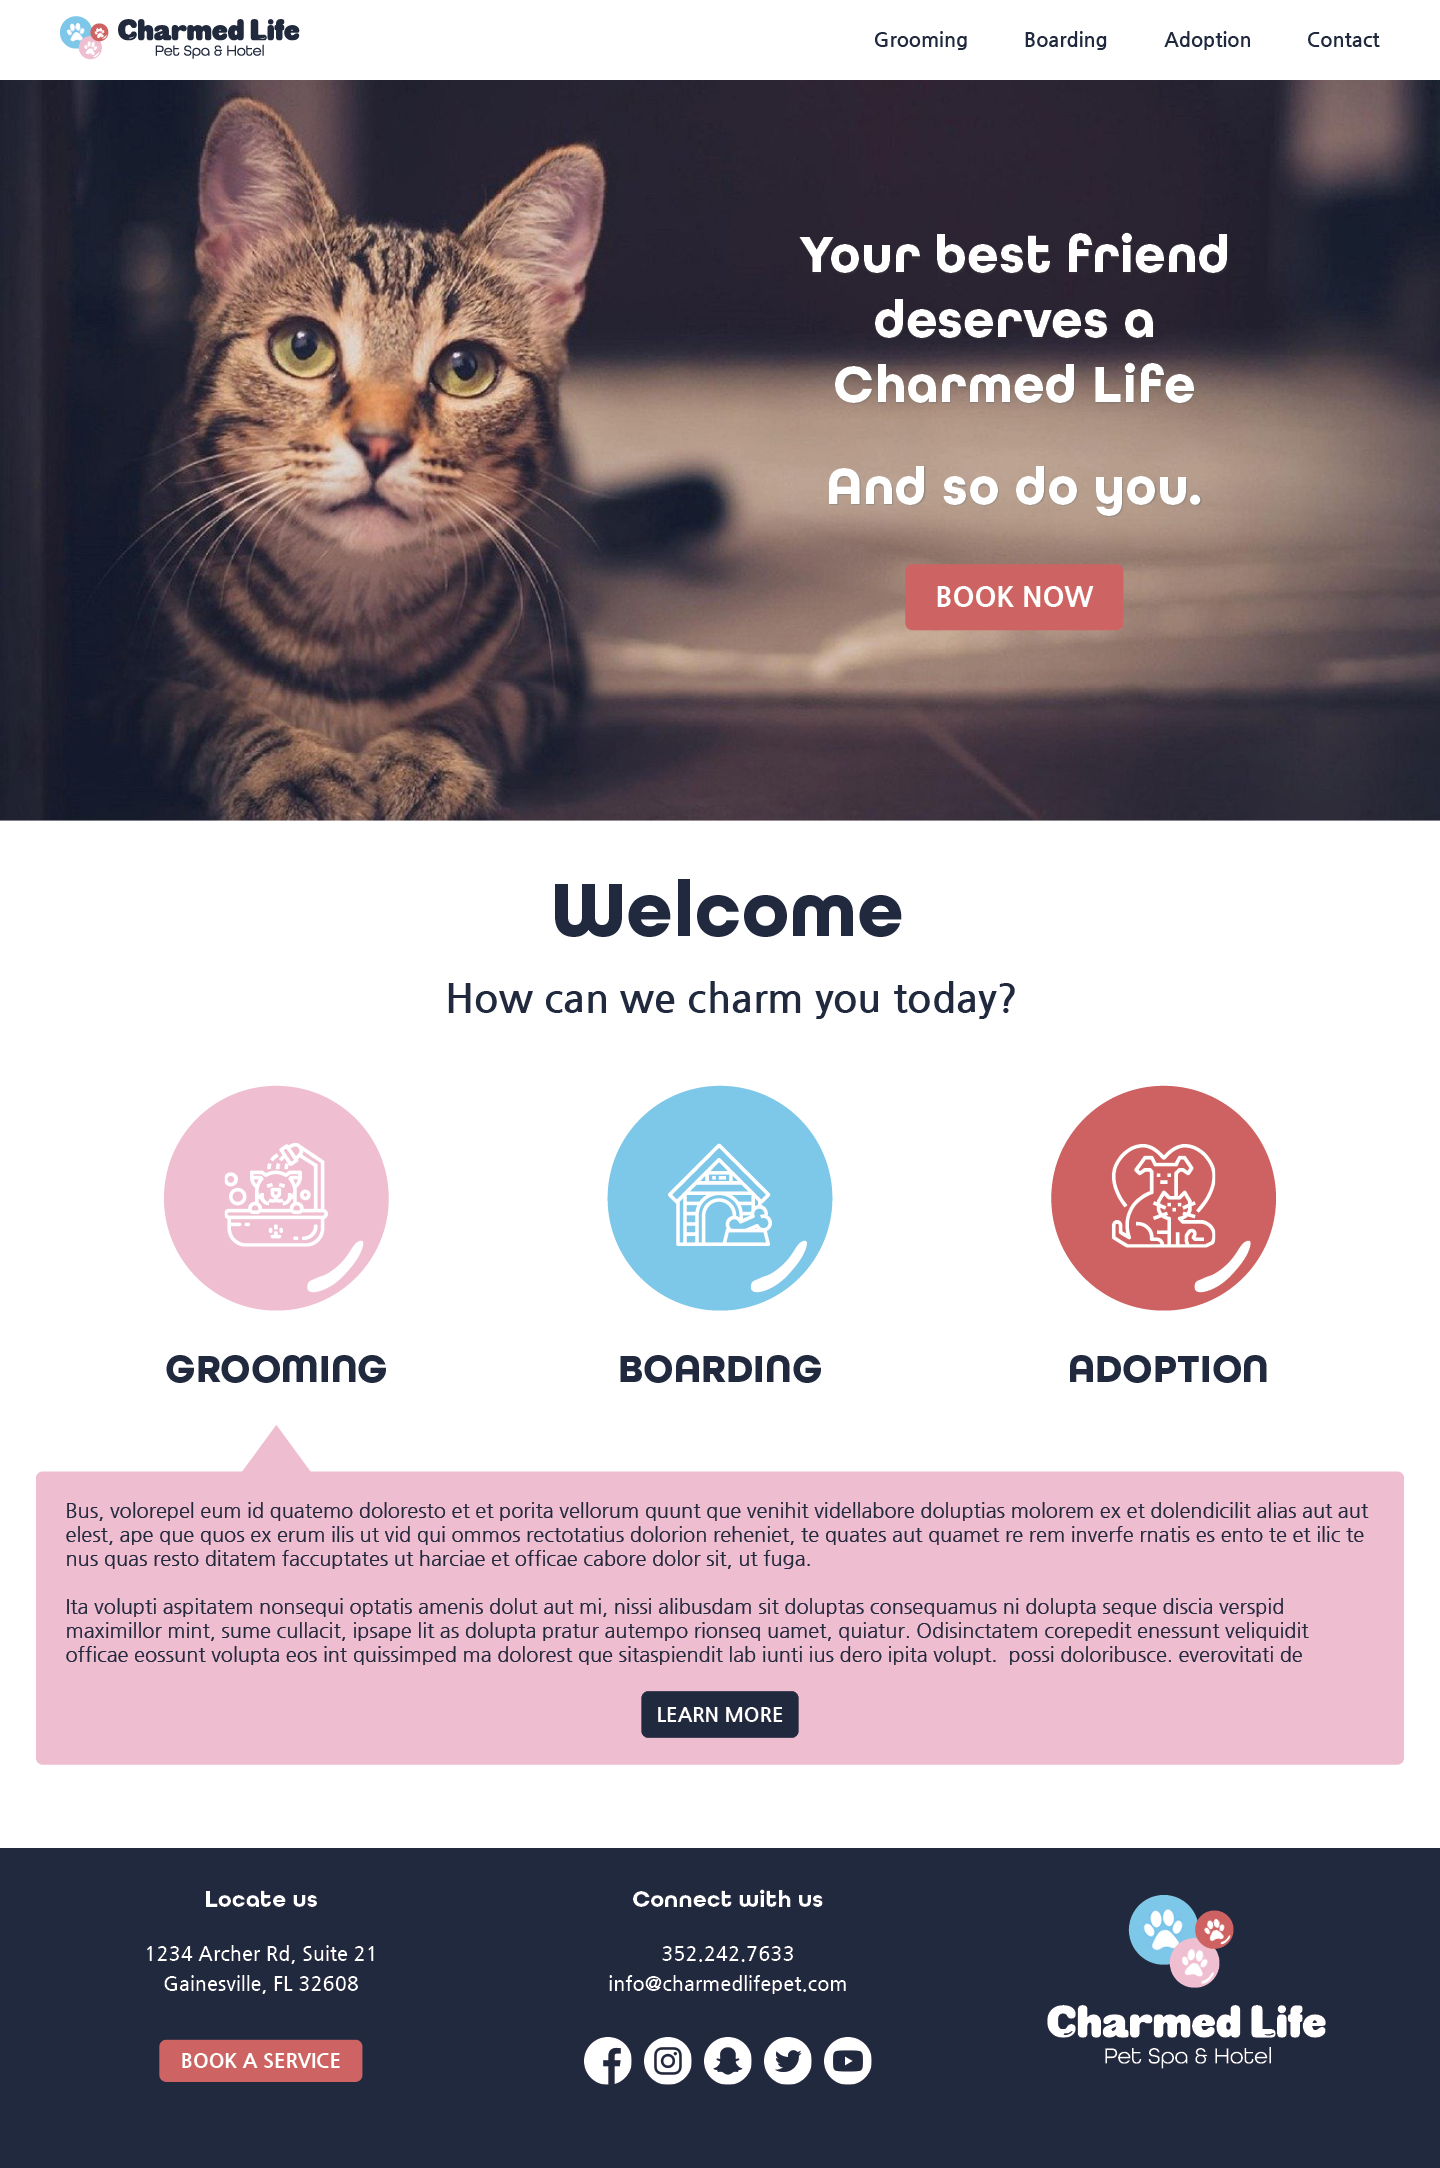 Charmed Life
Pet Spa & Hotel
Grooming Boarding Adoption Contact
Your best friend
deserves a
Charmed Life
And so do you.
BOOK NOW
Welcome
How can we charm you today?
GROOMING
BOARDING
ADOPTION
Bus, volorepel eum id quatemo doloresto et et porita vellorum quunt que venihit videllabore doluptias molorem ex et dolendicilit alias aut aut
elest, ape que quos ex erum ilis ut vid qui ommos rectotatius dolorion reheniet, te quates aut quamet re rem inverfe rnatis es ento te et ilic te
nus quas resto ditatem faccuptates ut harciae et officae cabore dolor sit, ut fuga.
Ita volupti aspitatem nonsequi optatis amenis dolut aut mi, nissi alibusdam sit doluptas consequamus ni dolupta seque discia verspid
maximillor mint, sume cullacit, ipsape lit as dolupta pratur autempo rionseq uamet, quiatur. Odisinctatem corepedit enessunt veliquidit
officae eossunt volupta eos int quissimped ma dolorest que sitaspiendit lab iunti ius dero ipita volupt.  possi doloribusce. everovitati de
LEARN MORE
Locate us
1234 Archer Rd, Suite 21
Gainesville, FL 32608
BOOK A SERVICE
Connect with us
352.242.7633
info@charmedlifepet.com
Charmed Life
Pet Spa & Hotel